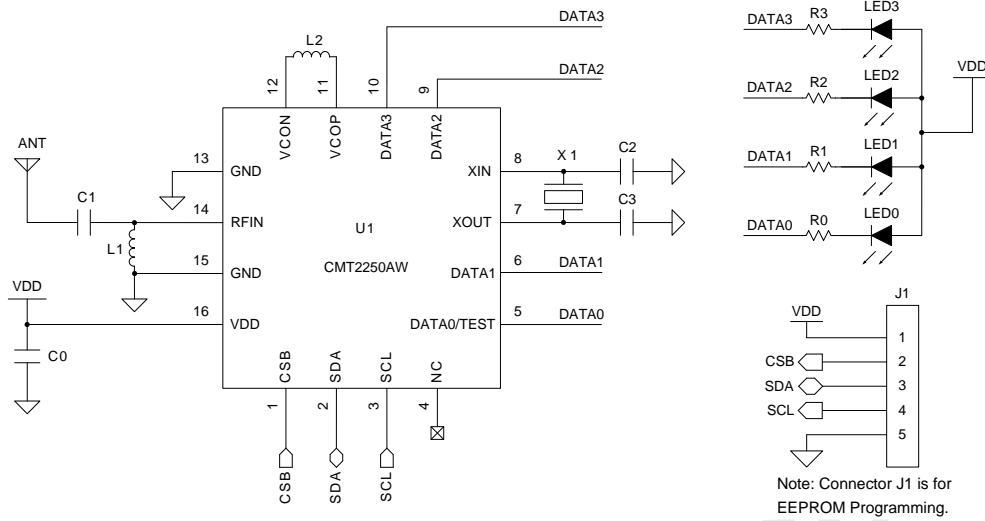 DATA3
L2
DATA2
12
11
10
9
VCON
VCOP
DATA3
DATA2
ANT
13
GND
C1
14
RFIN
L1
15
GND
VDD
16
VDD
C0
U1
CMT2250AW
XIN
8
X1
C2
XOUT
7
C3
DATA1
6
DATA1
DATA0/TEST
5
DATA0
CSB
SDA
SCL
NC
1
2
3
4
CSB
SDA
SCL
DATA3
R3
LED3
DATA2
R2
LED2
VDD
DATA1
R1
LED1
DATA0
R0
LED0
J1
VDD
1
CSB
2
SDA
3
SCL
4
5
Note: Connector J1 is for
EEPROM Programming.